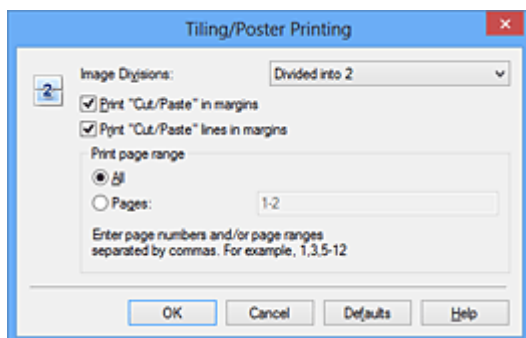 Tiling/Poster Printing
Image Divisions: Divided into 2
2
Print "Cut/Paste" in margins
Print "Cut/Paste" lines in margins
Print page range
All
Pages: 1-2
Enter page numbers and/or page ranges
separated by commas. For example, 1,3,5-12
OK Cancel Defaults Help